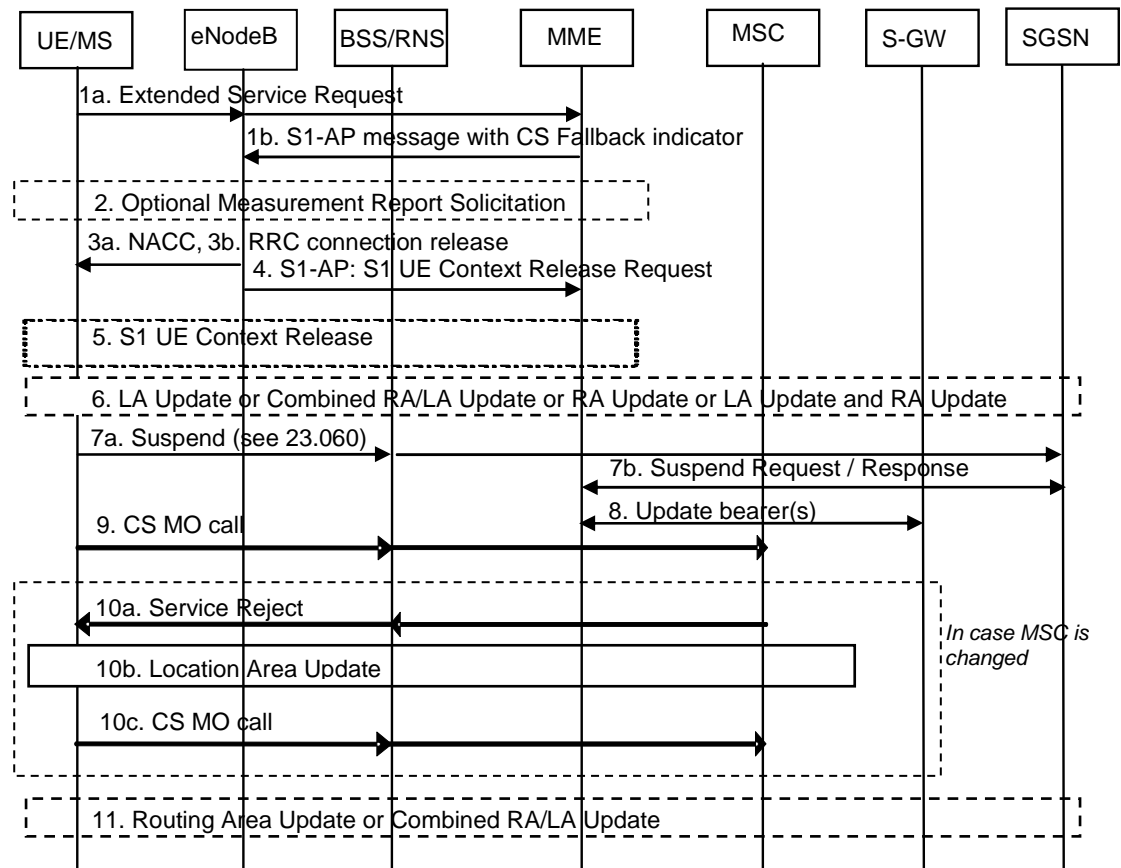 UE/MS
eNodeB
BSS/RNS
MME
MSC
S-GW
SGSN
1a. Extended Service Request
1b. S1-AP message with CS Fallback indicator
2. Optional Measurement Report Solicitation
3a. NACC, 3b. RRC connection release
4. S1-AP: S1 UE Context Release Request
5. S1 UE Context Release
6. LA Update or Combined RA/LA Update or RA Update or LA Update and RA Update
7a. Suspend (see 23.060)
7b. Suspend Request / Response
8. Update bearer(s)
9. CS MO call
10a. Service Reject
In case MSC is
changed
10b. Location Area Update
10c. CS MO call
11. Routing Area Update or Combined RA/LA Update